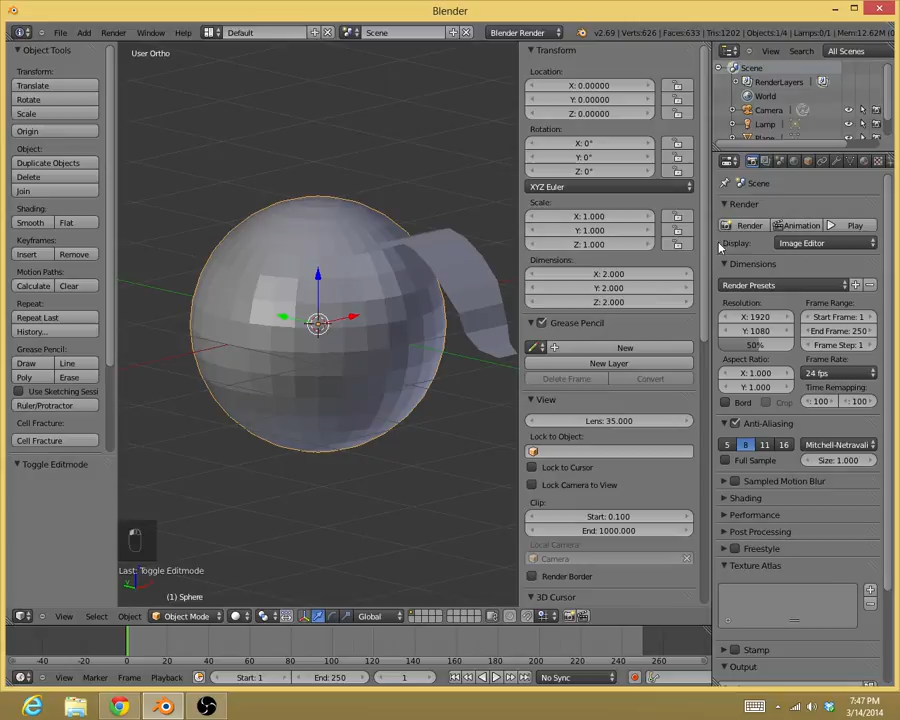 Blender
File Add Render Window Help
Default
Scene
Blender Render
v2.69 | Verts:626 | Faces:633 | Tris:1202 | Objects:1/4 | Lamps:0/1 | Mem:12.62M
Object Tools
Transform:
Translate
Rotate
Scale
Origin
Object:
Duplicate Objects
Delete
Join
Shading:
Smooth Flat
Keyframes:
Insert Remove
Motion Paths:
Calculate Clear
Repeat:
Repeat Last
History...
Grease Pencil:
Draw Line
Poly Erase
Use Sketching Sessi
Ruler/Protractor
Cell Fracture:
Cell Fracture
Toggle Editmode
User Ortho
Last: Toggle Editmode
(1) Sphere
Transform
Location:
X: 0.00000
Y: 0.00000
Z: 0.00000
Rotation:
X: 0°
Y: 0°
Z: 0°
XYZ Euler
Scale:
X: 1.000
Y: 1.000
Z: 1.000
Dimensions:
X: 2.000
Y: 2.000
Z: 2.000
Grease Pencil
New
New Layer
Delete Frame Convert
View
Lens: 35.000
Lock to Object:
Lock to Cursor
Lock Camera to View
Clip:
Start: 0.100
End: 1000.000
Local Camera:
Camera
Render Border
3D Cursor
View Search All Scenes
Scene
RenderLayers
World
Camera
Lamp
Plane
Scene
Render
Render Animation Play
Display: Image Editor
Dimensions
Render Presets
Resolution: Frame Range:
X: 1920 Start Frame: 1
Y: 1080 End Frame: 250
50% Frame Step: 1
Aspect Ratio: Frame Rate:
X: 1.000 24 fps
Y: 1.000 Time Remapping:
Bord Crop : 100 : 100
Anti-Aliasing
5 8 11 16 Mitchell-Netravali
Full Sample Size: 1.000
Sampled Motion Blur
Shading
Performance
Post Processing
Freestyle
Texture Atlas
Stamp
Output
View Select Object Object Mode Global
-40 -20 0 20 40 60 80 100 120 140 160 180 200 220 240 260
View Marker Frame Playback Start: 1 End: 250 1 No Sync
7:47 PM
3/14/2014